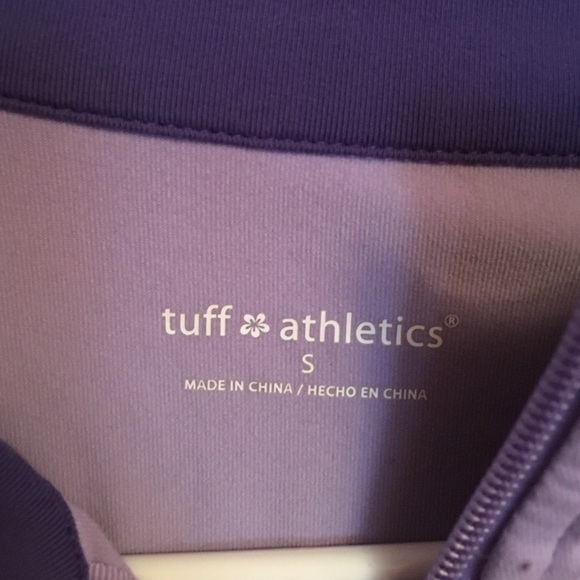 tuff athletics®
S
MADE IN CHINA / HECHO EN CHINA